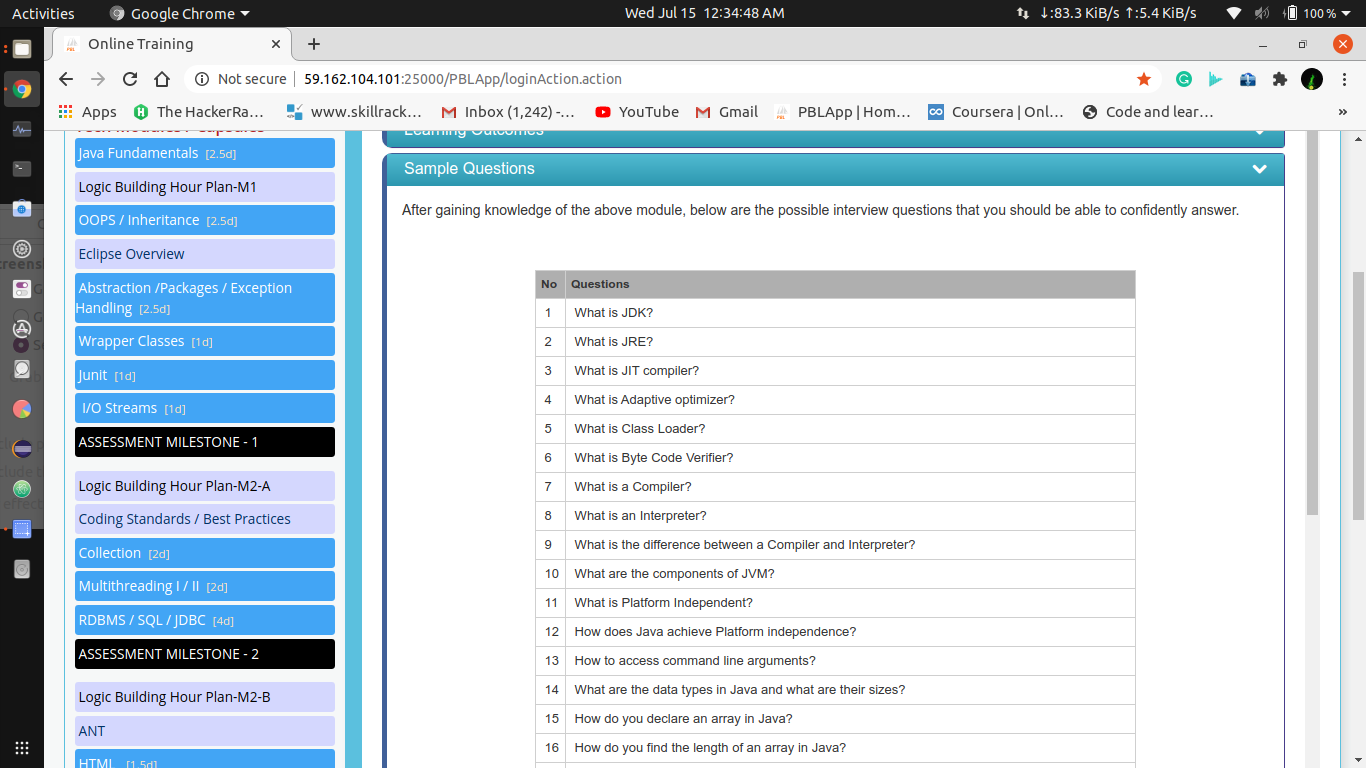 Activities
Google Chrome
Wed Jul 15 12:34:48 AM
↓:83.3 KiB/s ↑:5.4 KiB/s
100 %
Online Training
Not secure
59.162.104.101:25000/PBLApp/loginAction.action
Apps
The HackerRa...
www.skillrack...
Inbox (1,242) -...
YouTube
Gmail
PBLApp | Hom...
Coursera | Onl...
Code and lear...
»
Java Fundamentals [2.5d]
Logic Building Hour Plan-M1
OOPS / Inheritance [2.5d]
Eclipse Overview
Abstraction /Packages / Exception
Handling [2.5d]
Wrapper Classes [1d]
Junit [1d]
I/O Streams [1d]
ASSESSMENT MILESTONE - 1
Logic Building Hour Plan-M2-A
Coding Standards / Best Practices
Collection [2d]
Multithreading I / II [2d]
RDBMS / SQL / JDBC [4d]
ASSESSMENT MILESTONE - 2
Logic Building Hour Plan-M2-B
ANT
HTML [1.5d]
Learning Outcomes
Sample Questions
After gaining knowledge of the above module, below are the possible interview questions that you should be able to confidently answer.
No Questions
1 What is JDK?
2 What is JRE?
3 What is JIT compiler?
4 What is Adaptive optimizer?
5 What is Class Loader?
6 What is Byte Code Verifier?
7 What is a Compiler?
8 What is an Interpreter?
9 What is the difference between a Compiler and Interpreter?
10 What are the components of JVM?
11 What is Platform Independent?
12 How does Java achieve Platform independence?
13 How to access command line arguments?
14 What are the data types in Java and what are their sizes?
15 How do you declare an array in Java?
16 How do you find the length of an array in Java?